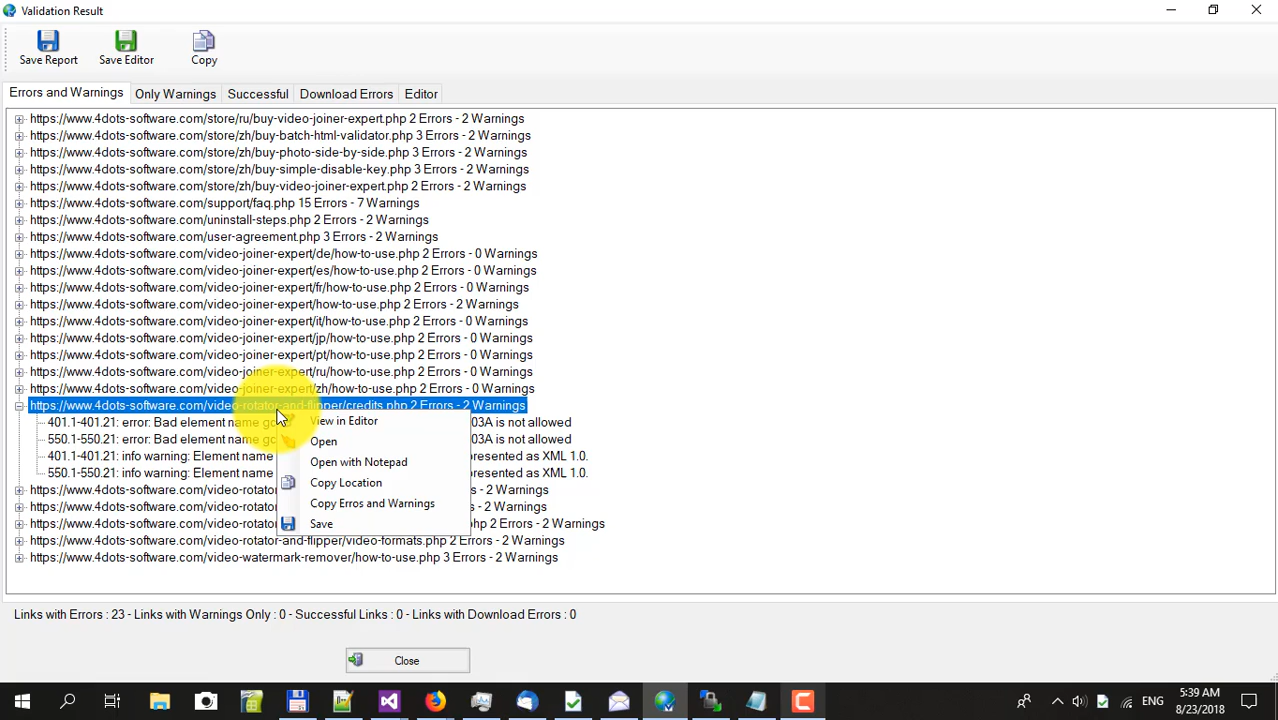 Validation Result
Save Report
Save Editor
Copy
Errors and Warnings
Only Warnings
Successful
Download Errors
Editor
https://www.4dots-software.com/store/ru/buy-video-joiner-expert.php 2 Errors - 2 Warnings
https://www.4dots-software.com/store/zh/buy-batch-html-validator.php 3 Errors - 2 Warnings
https://www.4dots-software.com/store/zh/buy-photo-side-by-side.php 3 Errors - 2 Warnings
https://www.4dots-software.com/store/zh/buy-simple-disable-key.php 3 Errors - 2 Warnings
https://www.4dots-software.com/store/zh/buy-video-joiner-expert.php 2 Errors - 2 Warnings
https://www.4dots-software.com/support/faq.php 15 Errors - 7 Warnings
https://www.4dots-software.com/uninstall-steps.php 2 Errors - 2 Warnings
https://www.4dots-software.com/user-agreement.php 3 Errors - 2 Warnings
https://www.4dots-software.com/video-joiner-expert/de/how-to-use.php 2 Errors - 0 Warnings
https://www.4dots-software.com/video-joiner-expert/es/how-to-use.php 2 Errors - 0 Warnings
https://www.4dots-software.com/video-joiner-expert/fr/how-to-use.php 2 Errors - 0 Warnings
https://www.4dots-software.com/video-joiner-expert/how-to-use.php 2 Errors - 2 Warnings
https://www.4dots-software.com/video-joiner-expert/it/how-to-use.php 2 Errors - 0 Warnings
https://www.4dots-software.com/video-joiner-expert/jp/how-to-use.php 2 Errors - 0 Warnings
https://www.4dots-software.com/video-joiner-expert/pt/how-to-use.php 2 Errors - 0 Warnings
https://www.4dots-software.com/video-joiner-expert/ru/how-to-use.php 2 Errors - 0 Warnings
https://www.4dots-software.com/video-joiner-expert/zh/how-to-use.php 2 Errors - 0 Warnings
https://www.4dots-software.com/video-rotator-and-flipper/credits.php 2 Errors - 2 Warnings
401.1-401.21: error: Bad element name go 03A is not allowed
550.1-550.21: error: Bad element name go 03A is not allowed
401.1-401.21: info warning: Element name presented as XML 1.0.
550.1-550.21: info warning: Element name presented as XML 1.0.
View in Editor
Open
Open with Notepad
Copy Location
Copy Erros and Warnings
Save
https://www.4dots-software.com/video-rotator - 2 Warnings
https://www.4dots-software.com/video-rotator - 2 Warnings
https://www.4dots-software.com/video-rotator - 2 Warnings
https://www.4dots-software.com/video-rotator-and-flipper/video-formats.php 2 Errors - 2 Warnings
https://www.4dots-software.com/video-watermark-remover/how-to-use.php 3 Errors - 2 Warnings
Links with Errors : 23 - Links with Warnings Only : 0 - Successful Links : 0 - Links with Download Errors : 0
Close
ENG
5:39 AM
8/23/2018